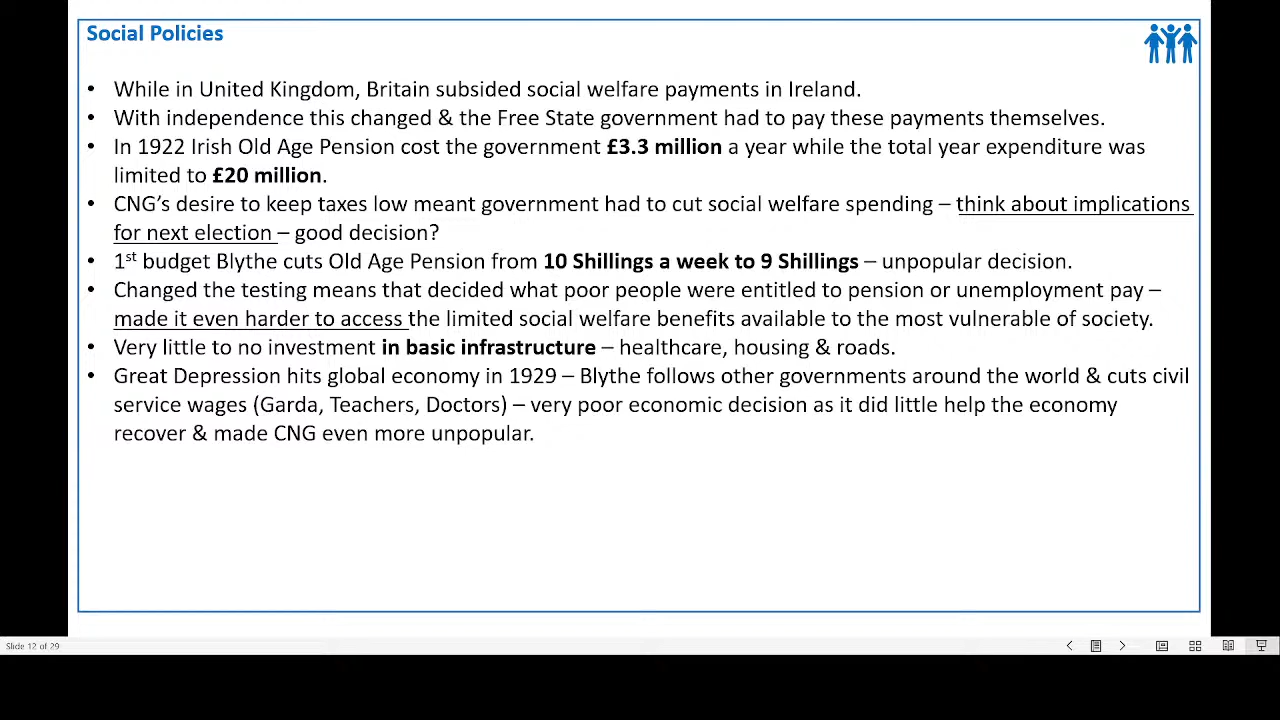 Social Policies
• While in United Kingdom, Britain subsided social welfare payments in Ireland.
• With independence this changed & the Free State government had to pay these payments themselves.
• In 1922 Irish Old Age Pension cost the government £3.3 million a year while the total year expenditure was
limited to £20 million.
• CNG's desire to keep taxes low meant government had to cut social welfare spending – think about implications
for next election – good decision?
• 1st budget Blythe cuts Old Age Pension from 10 Shillings a week to 9 Shillings – unpopular decision.
• Changed the testing means that decided what poor people were entitled to pension or unemployment pay –
made it even harder to access the limited social welfare benefits available to the most vulnerable of society.
• Very little to no investment in basic infrastructure – healthcare, housing & roads.
• Great Depression hits global economy in 1929 – Blythe follows other governments around the world & cuts civil
service wages (Garda, Teachers, Doctors) – very poor economic decision as it did little help the economy
recover & made CNG even more unpopular.
Slide 12 of 29